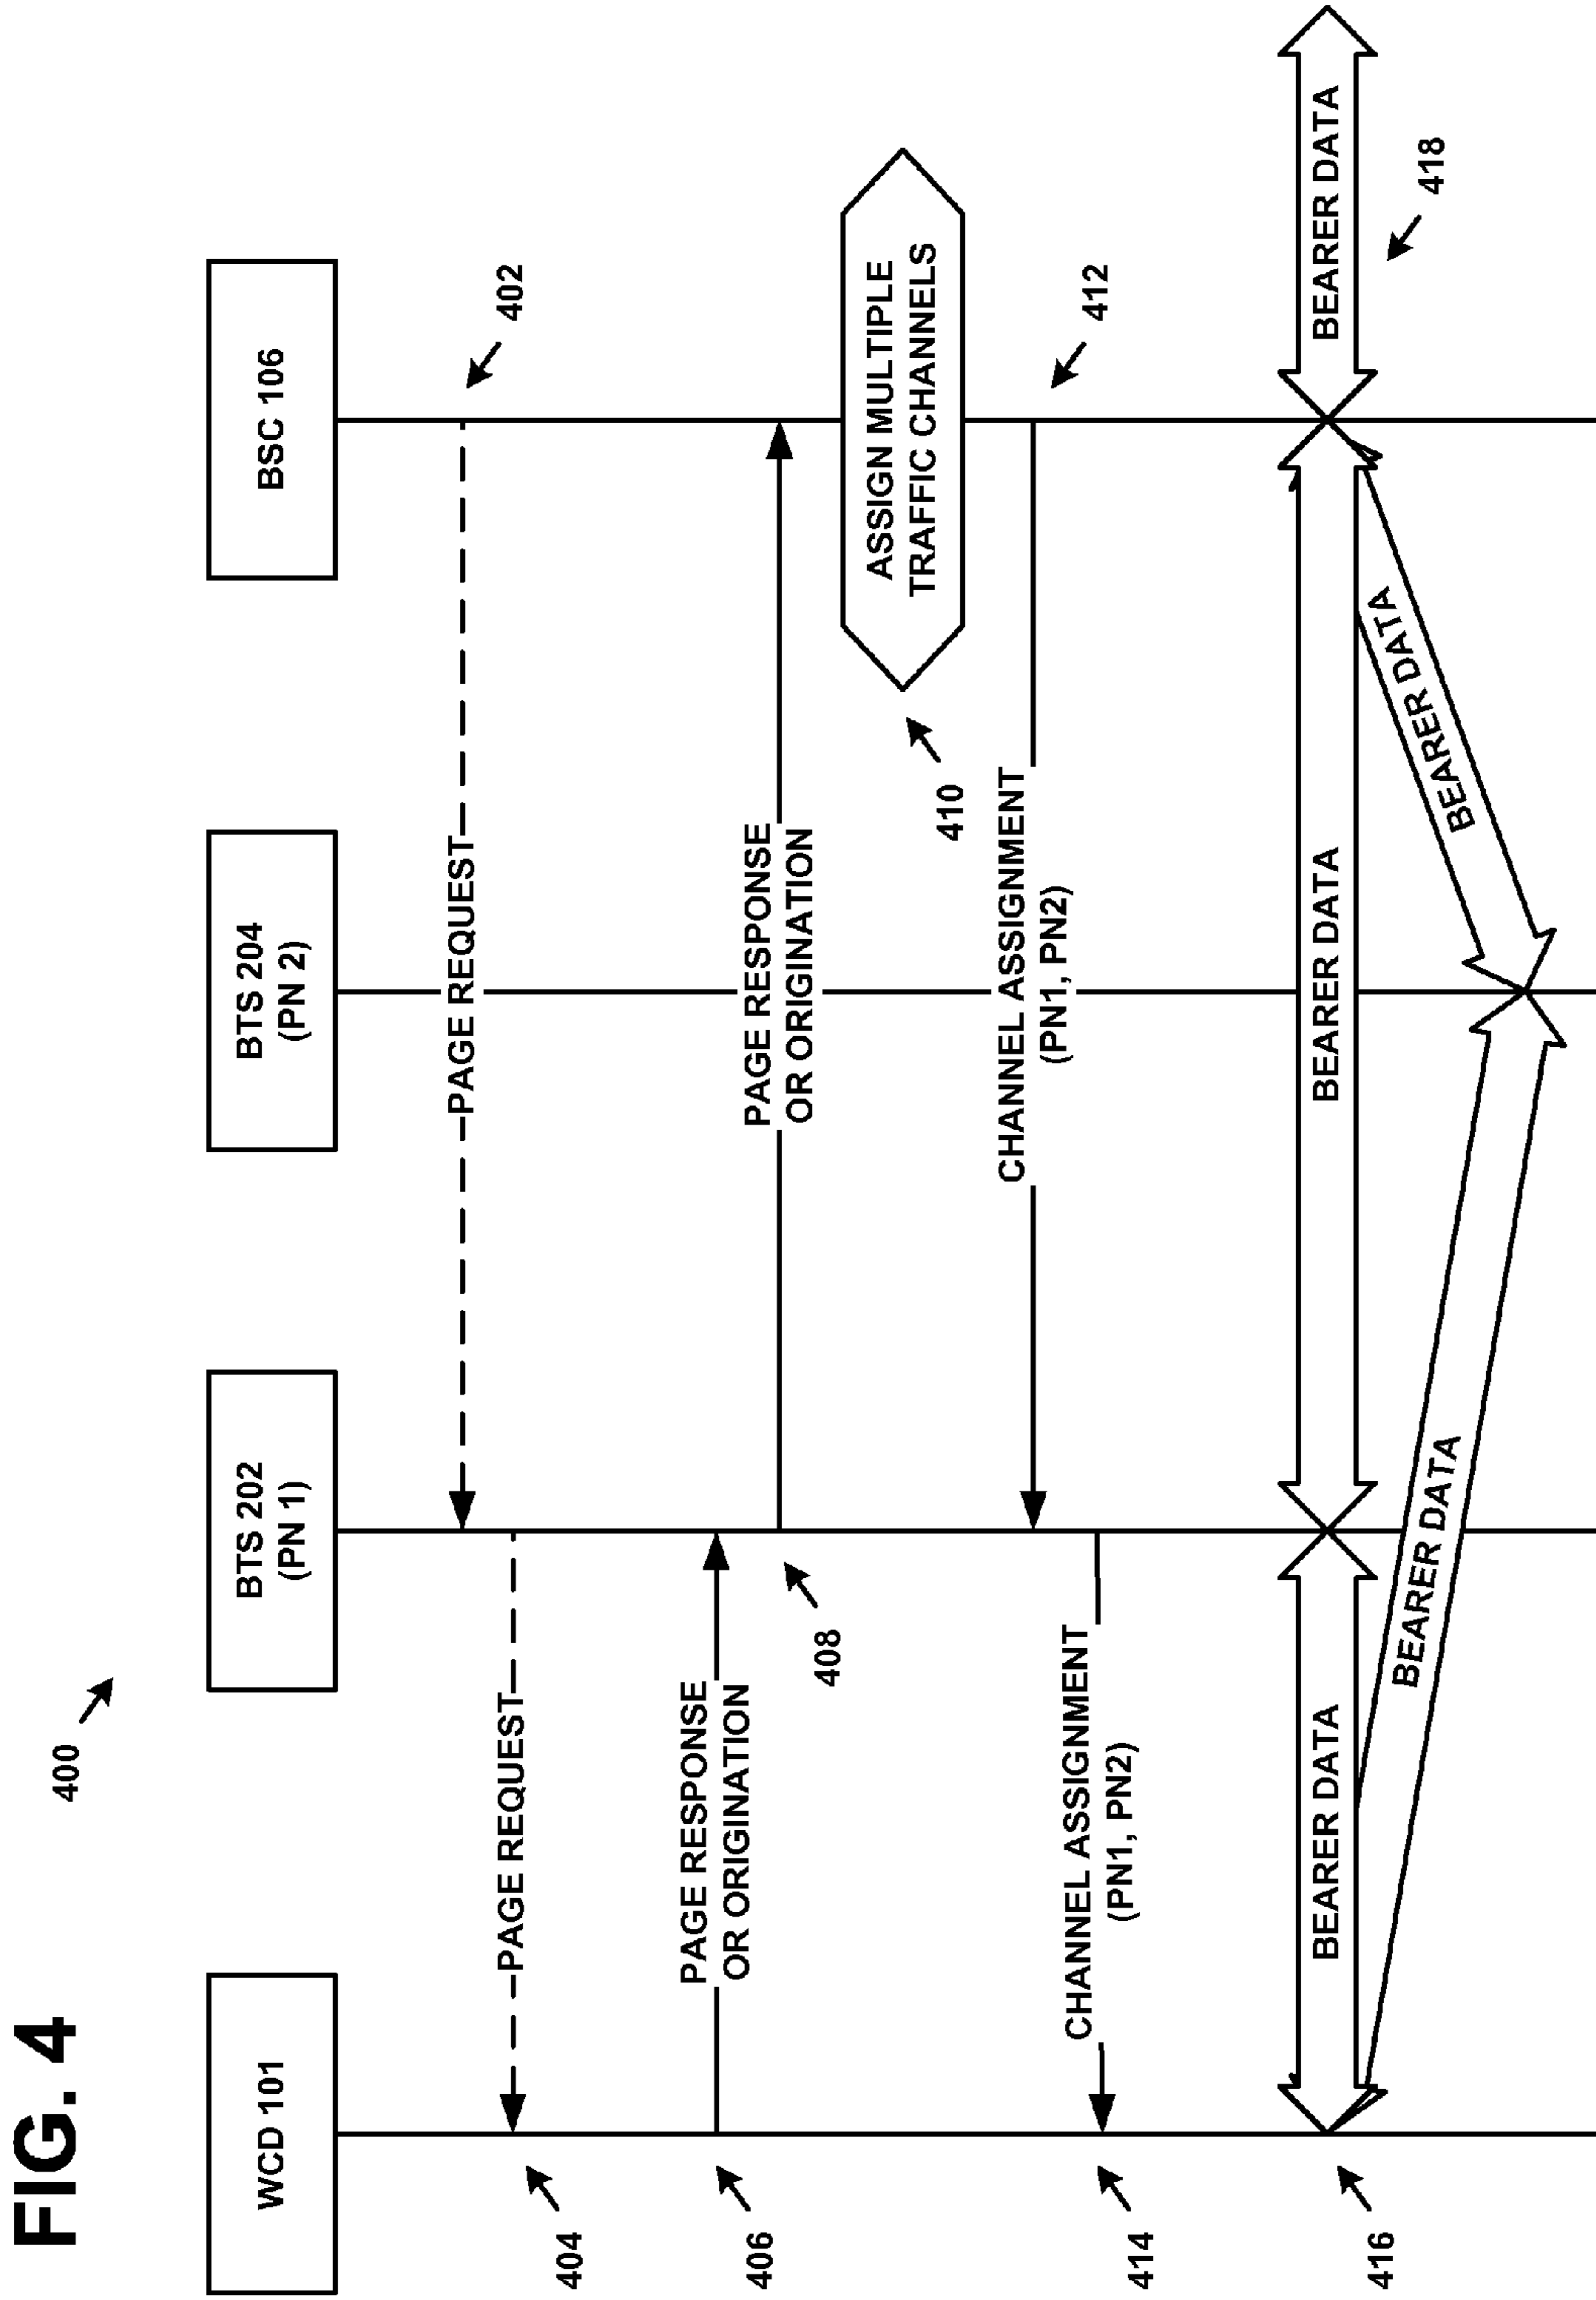 FIG. 4
400
WCD 101
BTS 202
(PN 1)
BTS 204
(PN 2)
BSC 106
PAGE REQUEST
402
PAGE REQUEST
404
PAGE RESPONSE
OR ORIGINATION
406
PAGE RESPONSE
OR ORIGINATION
408
ASSIGN MULTIPLE
TRAFFIC CHANNELS
410
CHANNEL ASSIGNMENT
(PN1, PN2)
412
CHANNEL ASSIGNMENT
(PN1, PN2)
414
BEARER DATA
BEARER DATA
BEARER DATA
416
BEARER DATA
BEARER DATA
418